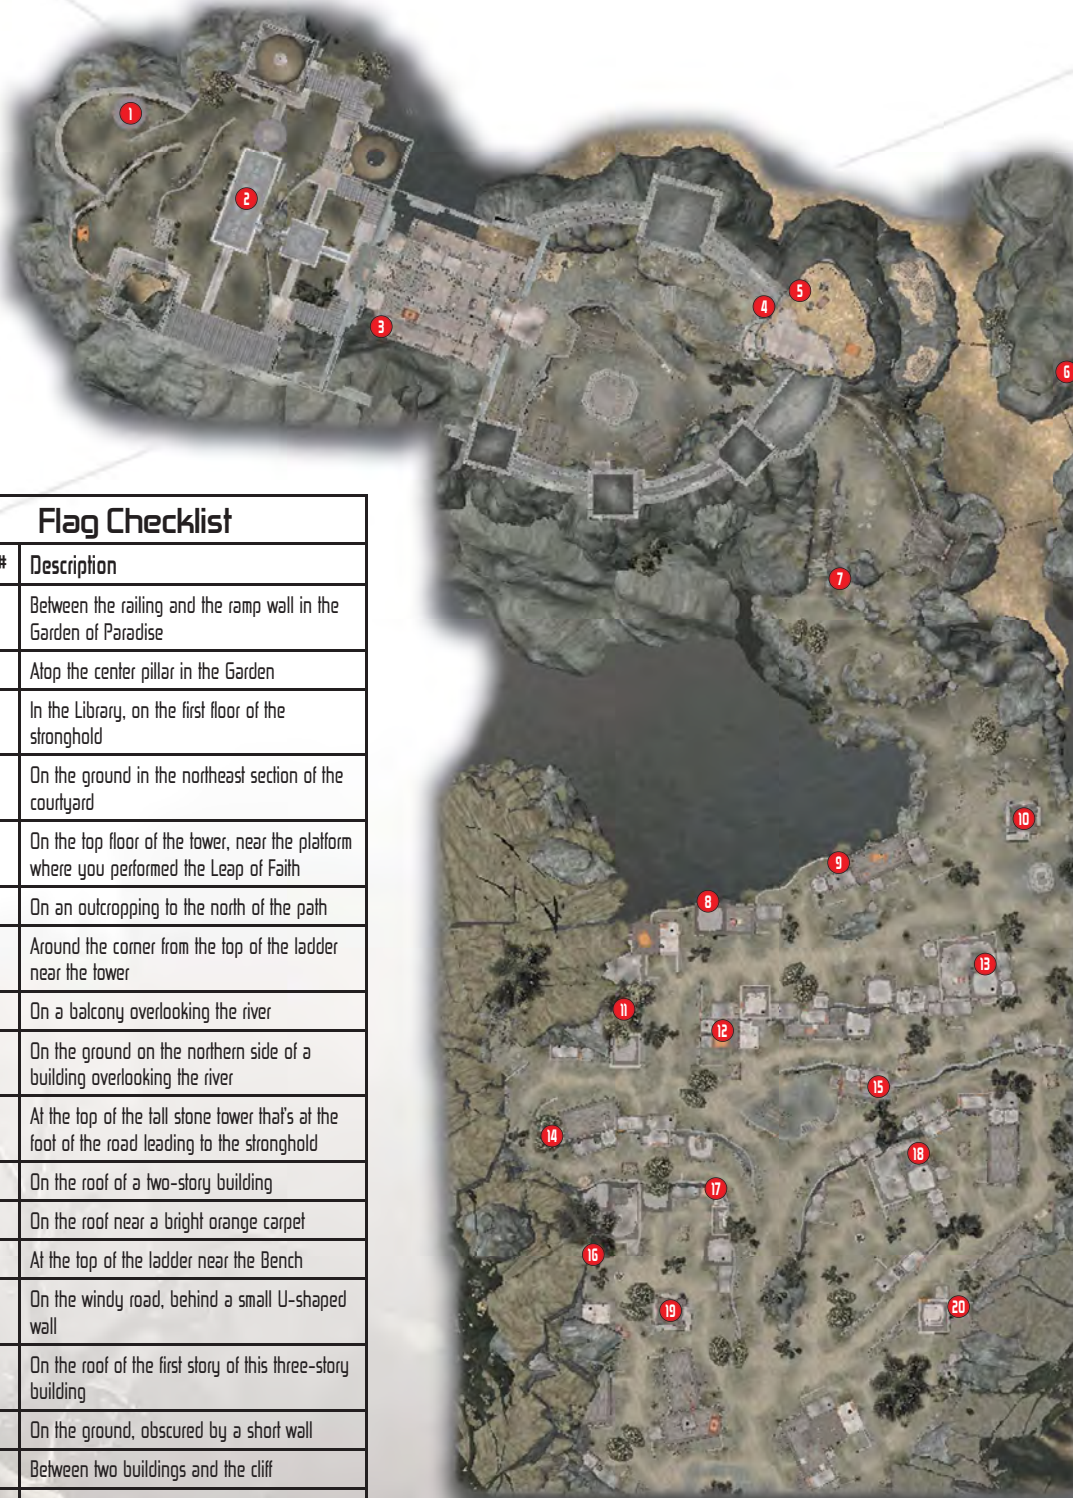 1
2
3
4
5
6
7
8
9
10
11
12
13
14
15
16
17
18
19
20
Flag Checklist
# Description
Between the railing and the ramp wall in the
Garden of Paradise
Atop the center pillar in the Garden
In the Library, on the first floor of the
stronghold
On the ground in the northeast section of the
courtyard
On the top floor of the tower, near the platform
where you performed the Leap of Faith
On an outcropping to the north of the path
Around the corner from the top of the ladder
near the tower
On a balcony overlooking the river
On the ground on the northern side of a
building overlooking the river
At the top of the tall stone tower that's at the
foot of the road leading to the stronghold
On the roof of a two-story building
On the roof near a bright orange carpet
At the top of the ladder near the Bench
On the windy road, behind a small U-shaped
wall
On the roof of the first story of this three-story
building
On the ground, obscured by a short wall
Between two buildings and the cliff